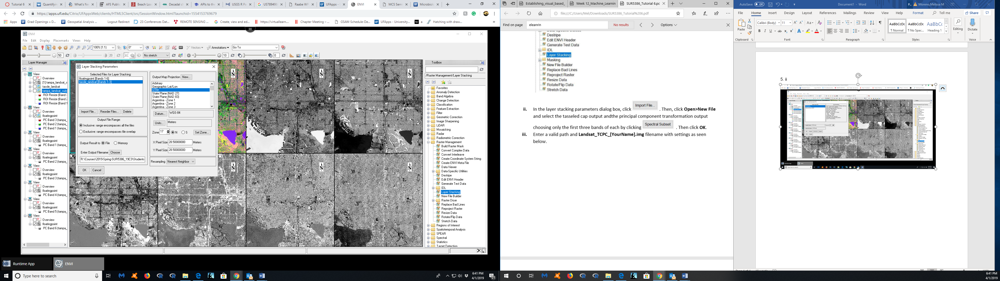 Tutorial 6
Quantifying
What's Ne
AFS Public
Beach Loss
Decadal ch
APIs to the
USGS R Pa
US789498
Raabe WP
UFApps -
ENVI
MCS Semi
Microbiol
https://apps.ufl.edu/Citrix/UFAppsWeb/clients/HTML5Client/src/SessionWindow.html?launchid=1554153769679
Apps
Grad Openings » D...
Geospatial Analysis ...
Logout Redirect
23 Conferences Dat...
REMOTE SENSING ...
Create, view and ed...
https://virtuallearn...
Chapter Meeting – ...
GSAW-Schedule-De...
UFApps - University...
a
Hatching with draw...
ENVI
File Edit Display Placemarks Views Help
100% (1:1)
0°
Vectors
Annotations
Go To
50
20
No stretch
10
0
Layer Manager
View
Overview
[1] tampa_landsat_s
tassle_landsat
tampa_landsat_subs
ROI Resize (Band 3
ROI Resize (Band 2
ROI Resize (Band 1
View
Overview
floatingpoint
PC Band 3 (tampa_
PC Band 2 (tampa_
PC Band 1 (tampa_
View
Overview
floatingpoint
PC Band 1 (tampa_
View
Overview
floatingpoint
PC Band 2 (tampa_
View
Overview
floatingpoint
PC Band 3 (tampa_
View
Overview
floatingpoint
PC Band 4 (tampa_
View
Overview
floatingpoint
PC Band 5 (tampa_
View
Overview
floatingpoint
PC Band 6 (tampa_
Layer Stacking Parameters
Selected Files for Layer Stacking:
floatingpoint [Bands 1-6]
tassle_landsat [Bands 1-3]
Import File...
Reorder Files...
Delete
Output File Range:
Inclusive: range encompasses all the files
Exclusive: range encompasses file overlap
Output Result to File Memory
Enter Output Filename Choose
R:\Courses\2019-Spring-SUR5386_19C3\Students
OK
Cancel
Output Map Projection New...
Arbitrary
Geographic Lat/Lon
UTM
State Plane (NAD 27)
State Plane (NAD 83)
Argentina - Zone 1
Argentina - Zone 2
Argentina - Zone 3
Datum... WGS-84
Units... Meters
Zone 17 N S Set Zone...
X Pixel Size 28.50000000 Meters
Y Pixel Size 28.50000000 Meters
Resampling Nearest Neighbor
N
N
N
N
N
N
Toolbox
/Raster Management/Layer Stacking
Favorites
Anomaly Detection
Band Algebra
Change Detection
Classification
Feature Extraction
Filter
Geometric Correction
Image Sharpening
LiDAR
Mosaicking
Radar
Radiometric Correction
Raster Management
Build Raster Mask
Convert Complex Data
Convert Interleave
Create Coordinate System String
Create ENVI Meta File
Data Viewer
Data-Specific Utilities
Destripe
Edit ENVI Header
Generate Test Data
IDL
Layer Stacking
New File Builder
Raster Dicer
Replace Bad Lines
Reproject Raster
Resize Data
Rotate/Flip Data
Stretch Data
Regions of Interest
Spatiotemporal Analysis
SPEAR
Spectral
Statistics
Target Detection
Runtime App
ENVI
Type here to search
6:41 PM
4/1/2019
21
Establishing_visual_based_
Week 12_Machine_Learnin
SUR5386_Tutorial 6.pc
file:///C:/Users/Mel/Downloads/SUR5386_Tutorial%206.pdf
Find on page
eleanrin
No results
Options
Destripe
Edit ENVI Header
Generate Test Data
IDL
Layer Stacking
Masking
New File Builder
Replace Bad Lines
Reproject Raster
Resize Data
Rotate/Flip Data
Stretch Data
ii. In the layer stacking parameters dialog box, click Import File... . Then, click Open>New File
and select the tasseled cap output andthe principal component transformation output
choosing only the first three bands of each by clicking Spectral Subset . Then click OK.
iii. Enter a valid path and Landsat_TCPC_[YourName].img filename with settings as seen
below.
AutoSave Off
Document1 - Word
P...
Moreno,Melissa M
File Home Insert Design Layout References Mailings Review View Help Format Tell me Share
Paste
Clipboard
Calibri (Body)
11
Font
Paragraph
AaBbCcDc
¶ Normal
AaBbCcDc
¶ No Spac...
AaBbCc
Heading 1
Styles
Editing
Dictate
Voice
5. ii
6:41 PM
4/1/2019